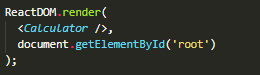 ReactDOM.render(
  <Calculator />,
  document.getElementById('root')
);